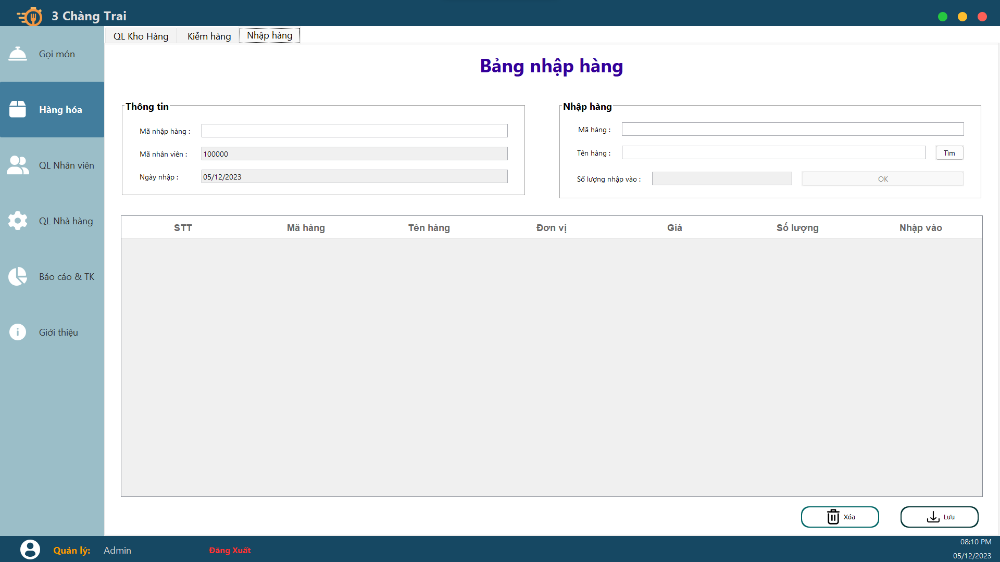 3 Chàng Trai
QL Kho Hàng
Kiểm hàng
Nhập hàng
Gọi món
Hàng hóa
QL Nhân viên
QL Nhà hàng
Báo cáo & TK
Giới thiệu
Bảng nhập hàng
Thông tin
Mã nhập hàng :
Mã nhân viên : 100000
Ngày nhập : 05/12/2023
Nhập hàng
Mã hàng :
Tên hàng : Tìm
Số lượng nhập vào : OK
STT Mã hàng Tên hàng Đơn vị Giá Số lượng Nhập vào
Xóa Lưu
Quản lý: Admin Đăng Xuất
08:10 PM
05/12/2023